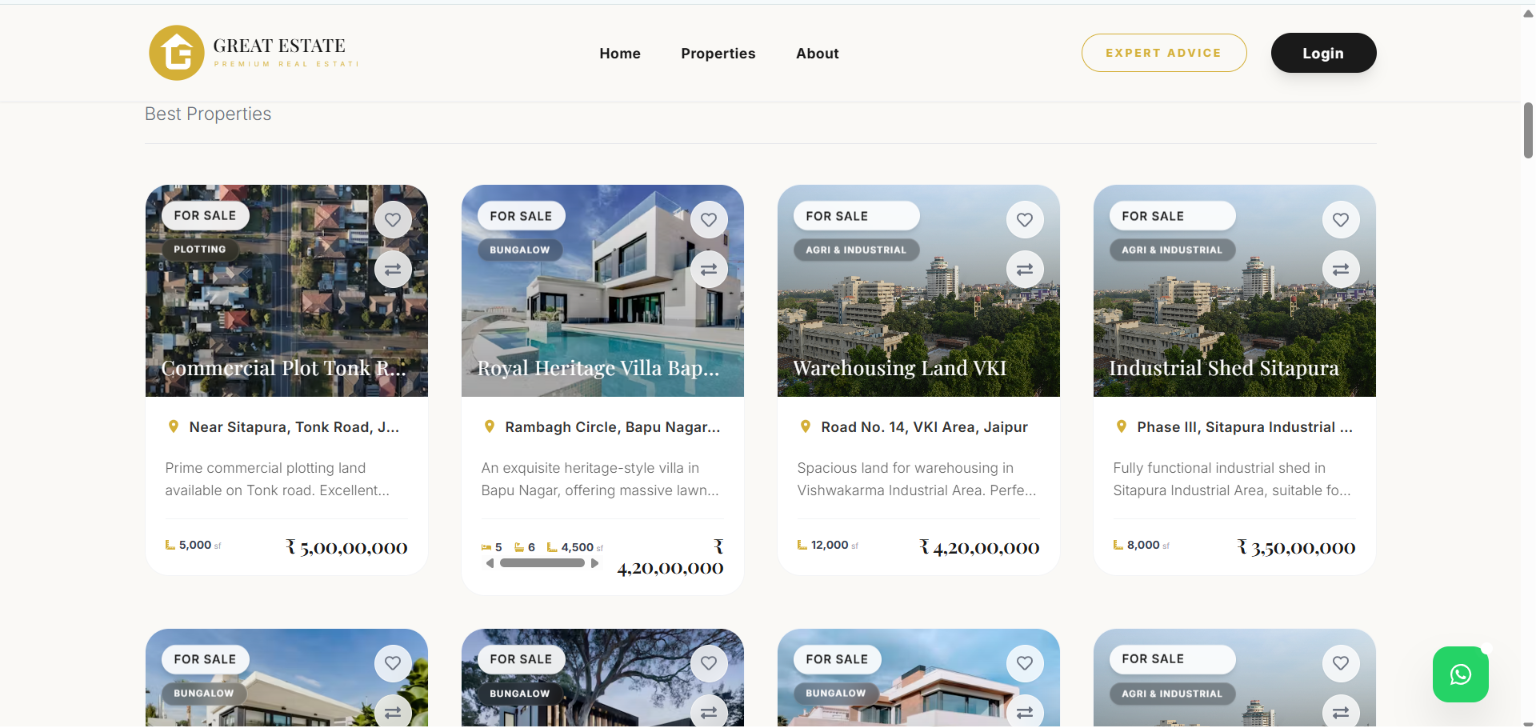 GREAT ESTATE
PREMIUM REAL ESTATI
Home
Properties
About
EXPERT ADVICE
Login
Best Properties
FOR SALE
PLOTTING
Commercial Plot Tonk R...
Near Sitapura, Tonk Road, J...
Prime commercial plotting land
available on Tonk road. Excellent...
5,000 sf
₹ 5,00,00,000
FOR SALE
BUNGALOW
Royal Heritage Villa Bap...
Rambagh Circle, Bapu Nagar...
An exquisite heritage-style villa in
Bapu Nagar, offering massive lawn...
5 6 4,500 sf
₹
4,20,00,000
FOR SALE
AGRI & INDUSTRIAL
Warehousing Land VKI
Road No. 14, VKI Area, Jaipur
Spacious land for warehousing in
Vishwakarma Industrial Area. Perfe...
12,000 sf
₹ 4,20,00,000
FOR SALE
AGRI & INDUSTRIAL
Industrial Shed Sitapura
Phase III, Sitapura Industrial ...
Fully functional industrial shed in
Sitapura Industrial Area, suitable fo...
8,000 sf
₹ 3,50,00,000
FOR SALE
BUNGALOW
FOR SALE
BUNGALOW
FOR SALE
BUNGALOW
FOR SALE
AGRI & INDUSTRIAL